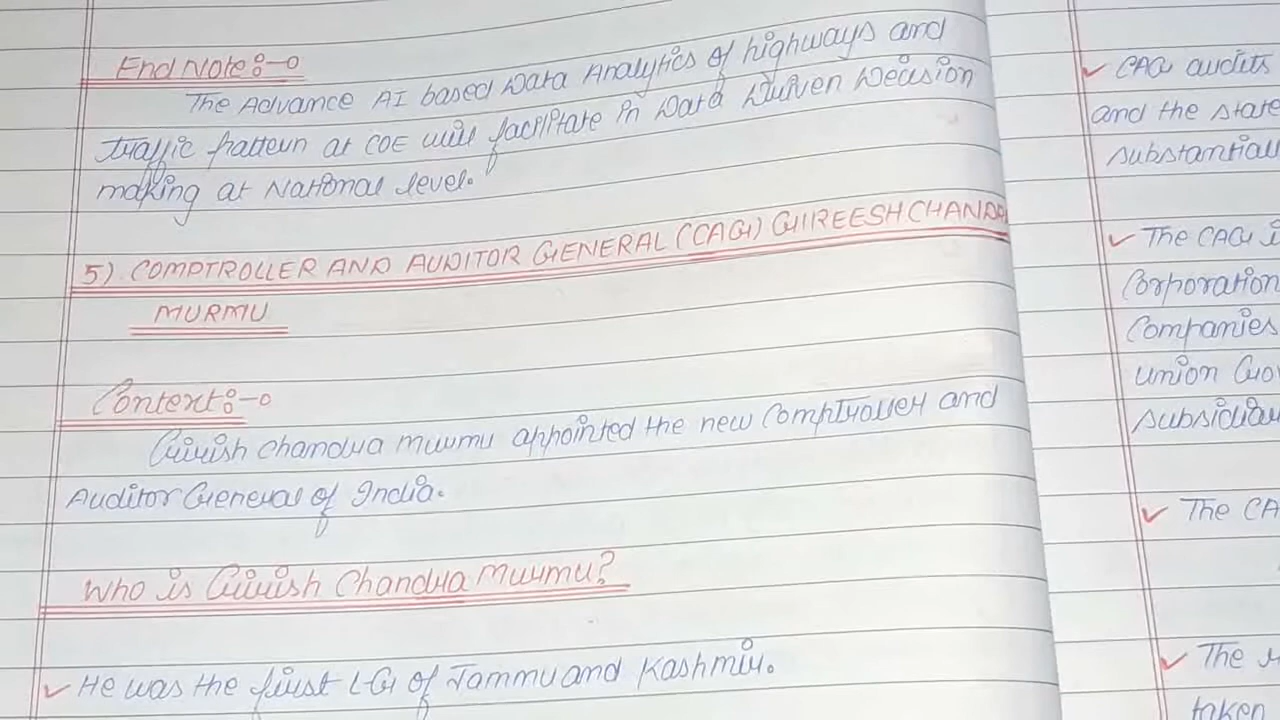 End Note:-
The Advance AI based Data Analytics of highways and
traffic pattern at COE will facilitate in Data Driven Decision
making at National level.
5). COMPTROLLER AND AUDITOR GENERAL (CAG) GIREESH CHANDRA
MURMU
Context:-
Girish Chandra Murmu appointed the new Comptroller and
Auditor General of India.
Who is Girish Chandra Murmu?
✓ He was the first LG of Jammu and Kashmir.
✓ CAG audits
and the state
substantial
✓ The CAG
Corporation
Companies
union Gov
subsidiar
✓ The CA
✓ The
taken